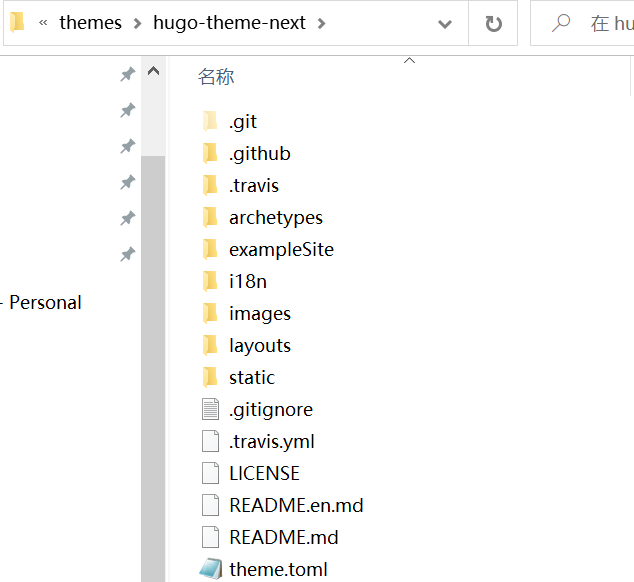 « themes > hugo-theme-next >
在 hu
名称
.git
.github
.travis
archetypes
exampleSite
i18n
- Personal
images
layouts
static
.gitignore
.travis.yml
LICENSE
README.en.md
README.md
theme.toml